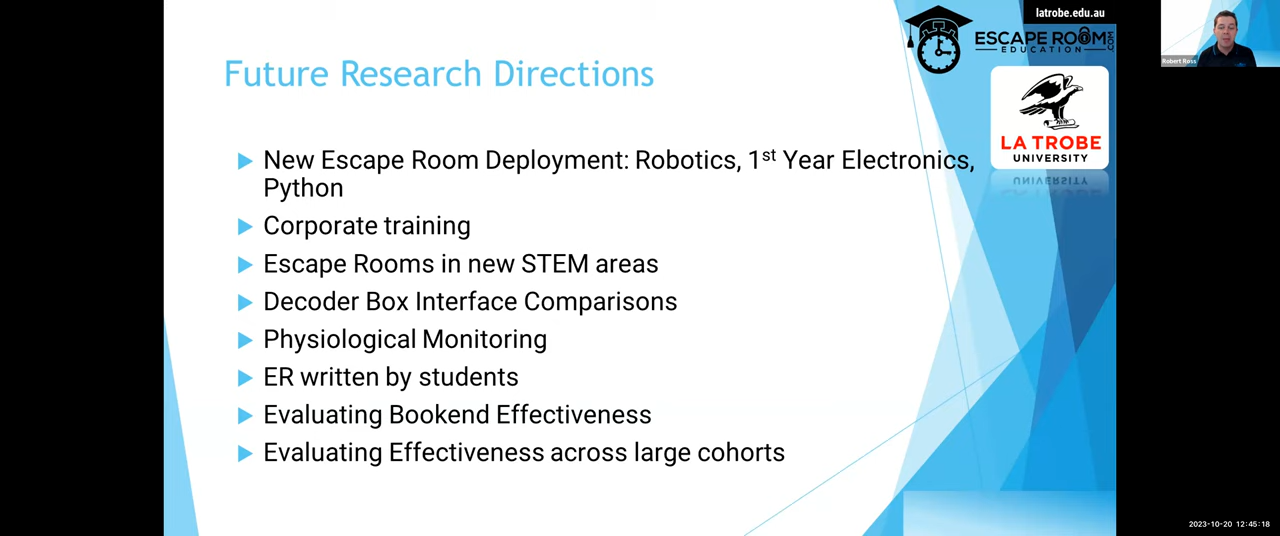 latrobe.edu.au
ESCAPE ROOM
EDUCATION
.COM
Robert Ross
Future Research Directions
LA TROBE
UNIVERSITY
UNIVERSITY
New Escape Room Deployment: Robotics, 1st Year Electronics,
Python
Corporate training
Escape Rooms in new STEM areas
Decoder Box Interface Comparisons
Physiological Monitoring
ER written by students
Evaluating Bookend Effectiveness
Evaluating Effectiveness across large cohorts
2023-10-20 12:45:18